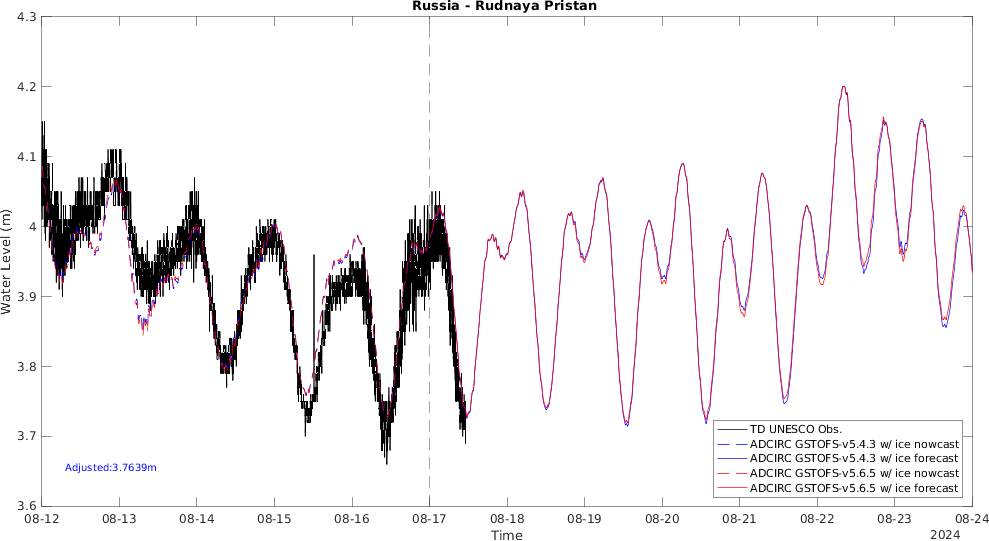 Russia - Rudnaya Pristan
4.3
4.2
4.1
4
3.9
3.8
3.7
3.6
Water Level (m)
Adjusted:3.7639m
TD UNESCO Obs.
ADCIRC GSTOFS-v5.4.3 w/ ice nowcast
ADCIRC GSTOFS-v5.4.3 w/ ice forecast
ADCIRC GSTOFS-v5.6.5 w/ ice nowcast
ADCIRC GSTOFS-v5.6.5 w/ ice forecast
08-12 08-13 08-14 08-15 08-16 08-17 08-18 08-19 08-20 08-21 08-22 08-23 08-24
Time
2024